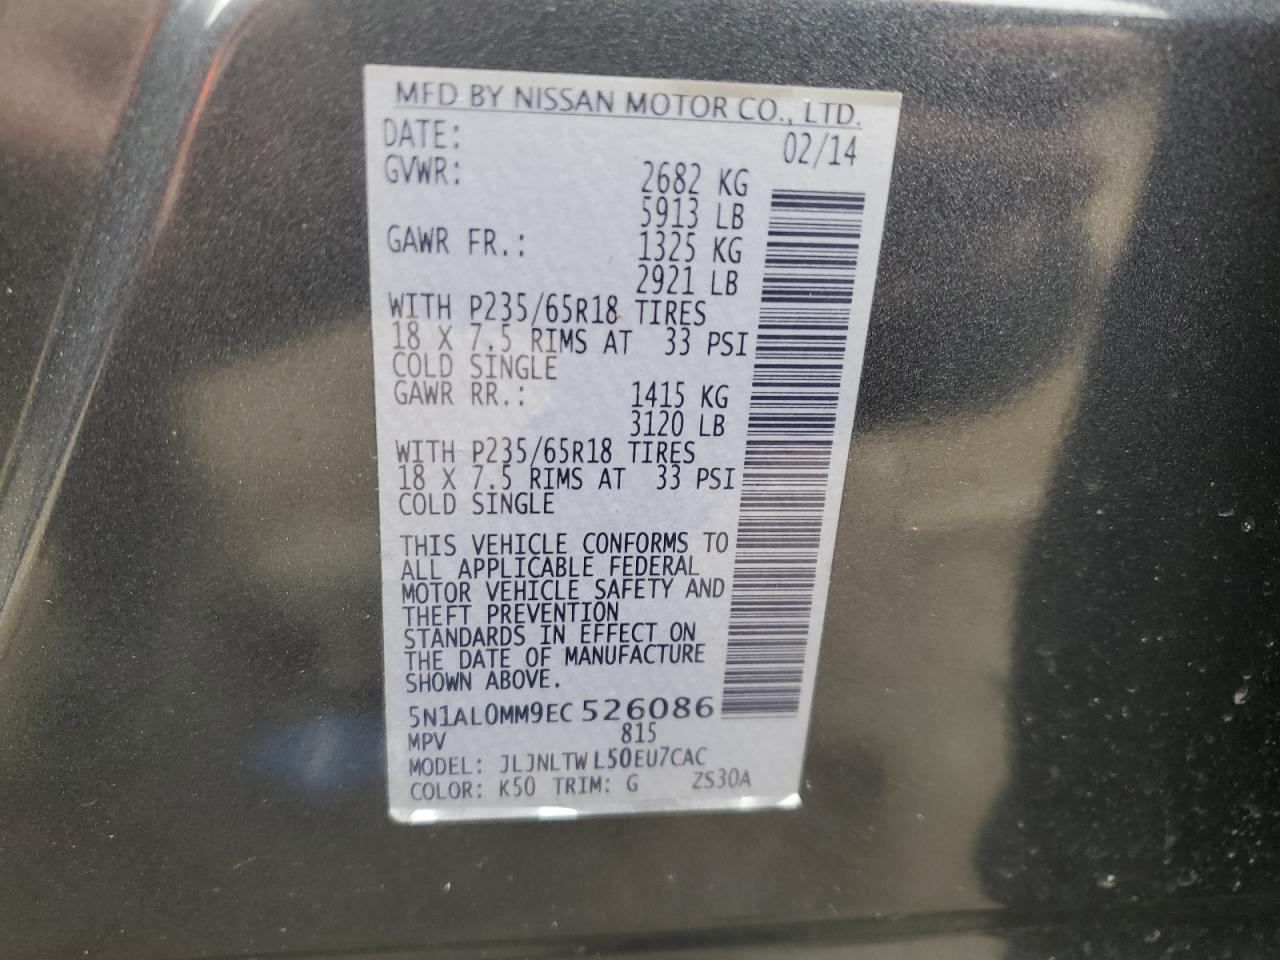 MFD BY NISSAN MOTOR CO., LTD.
DATE: 02/14
GVWR: 2682 KG
5913 LB
GAWR FR.: 1325 KG
2921 LB
WITH P235/65R18 TIRES
18 X 7.5 RIMS AT 33 PSI
COLD SINGLE
GAWR RR.: 1415 KG
3120 LB
WITH P235/65R18 TIRES
18 X 7.5 RIMS AT 33 PSI
COLD SINGLE
THIS VEHICLE CONFORMS TO
ALL APPLICABLE FEDERAL
MOTOR VEHICLE SAFETY AND
THEFT PREVENTION
STANDARDS IN EFFECT ON
THE DATE OF MANUFACTURE
SHOWN ABOVE.
5N1AL0MM9EC 526086
MPV 815
MODEL: JLJNLTW L50EU7CAC
COLOR: K50 TRIM: G ZS30A